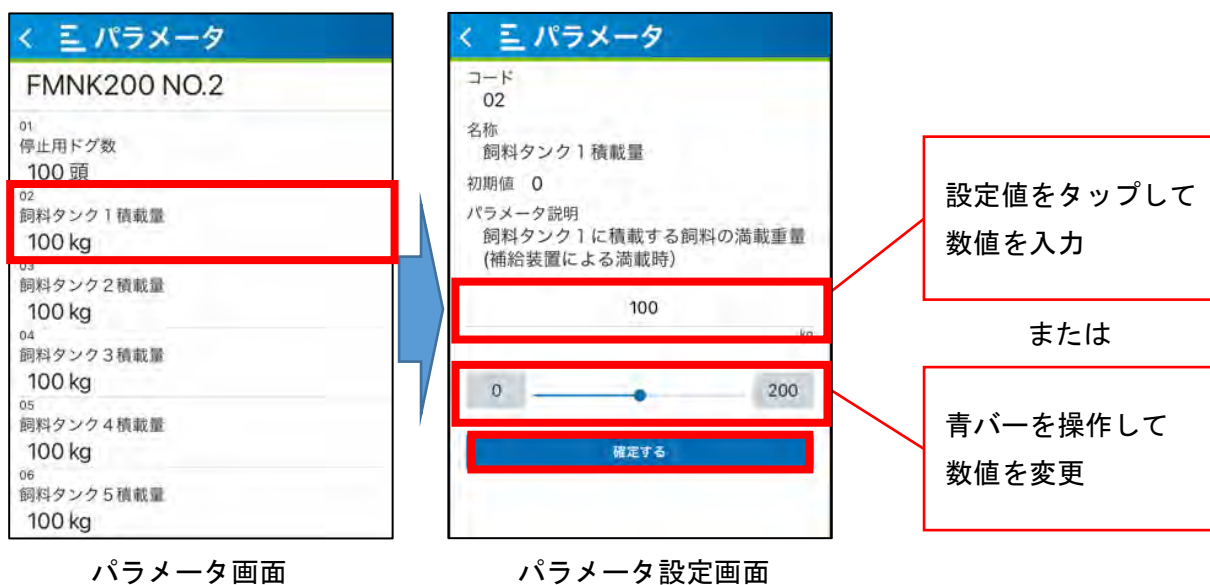 パラメータ
FMNK200 NO.2
01
停止用ドグ数
100 頭
02
飼料タンク１積載量
100 kg
03
飼料タンク２積載量
100 kg
04
飼料タンク３積載量
100 kg
05
飼料タンク４積載量
100 kg
06
飼料タンク５積載量
100 kg
パラメータ画面
パラメータ
コード
02
名称
飼料タンク１積載量
初期値 0
パラメータ説明
飼料タンク１に積載する飼料の満載重量
(補給装置による満載時)
100
kg
0
200
確定する
パラメータ設定画面
設定値をタップして
数値を入力
または
青バーを操作して
数値を変更